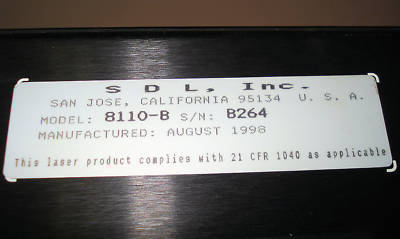 S D L, Inc.
SAN JOSE, CALIFORNIA 95134 U. S. A.
MODEL: 8110-B S/N: B264
MANUFACTURED: AUGUST 1998
This laser product complies with 21 CFR 1040 as applicable